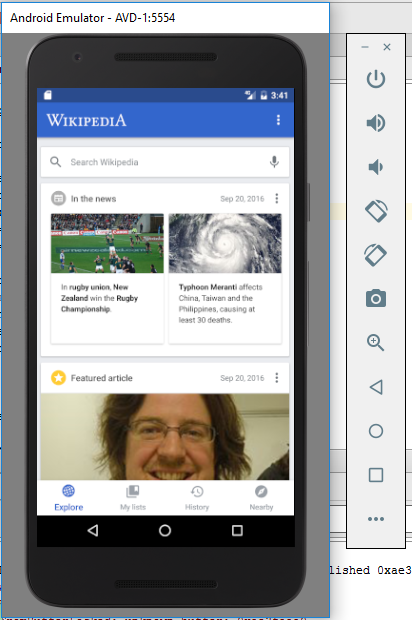 Android Emulator - AVD-1:5554
3:41
WIKIPEDIA
Search Wikipedia
In the news
Sep 20, 2016
In rugby union, New
Zealand win the Rugby
Championship.
Typhoon Meranti affects
China, Taiwan and the
Philippines, causing at
least 30 deaths.
Featured article
Sep 20, 2016
Explore
My lists
History
Nearby
lished 0xae3